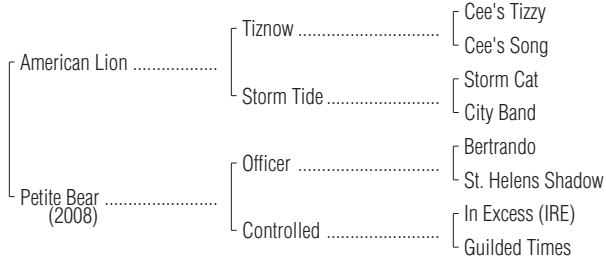 Cee's Tizzy
Tiznow ..........................
Cee's Song
American Lion ................
Storm Cat
Storm Tide .....................
City Band
Bertrando
Officer ..........................
St. Helens Shadow
Petite Bear .....................
(2008)
In Excess (IRE)
Controlled .....................
Guilded Times